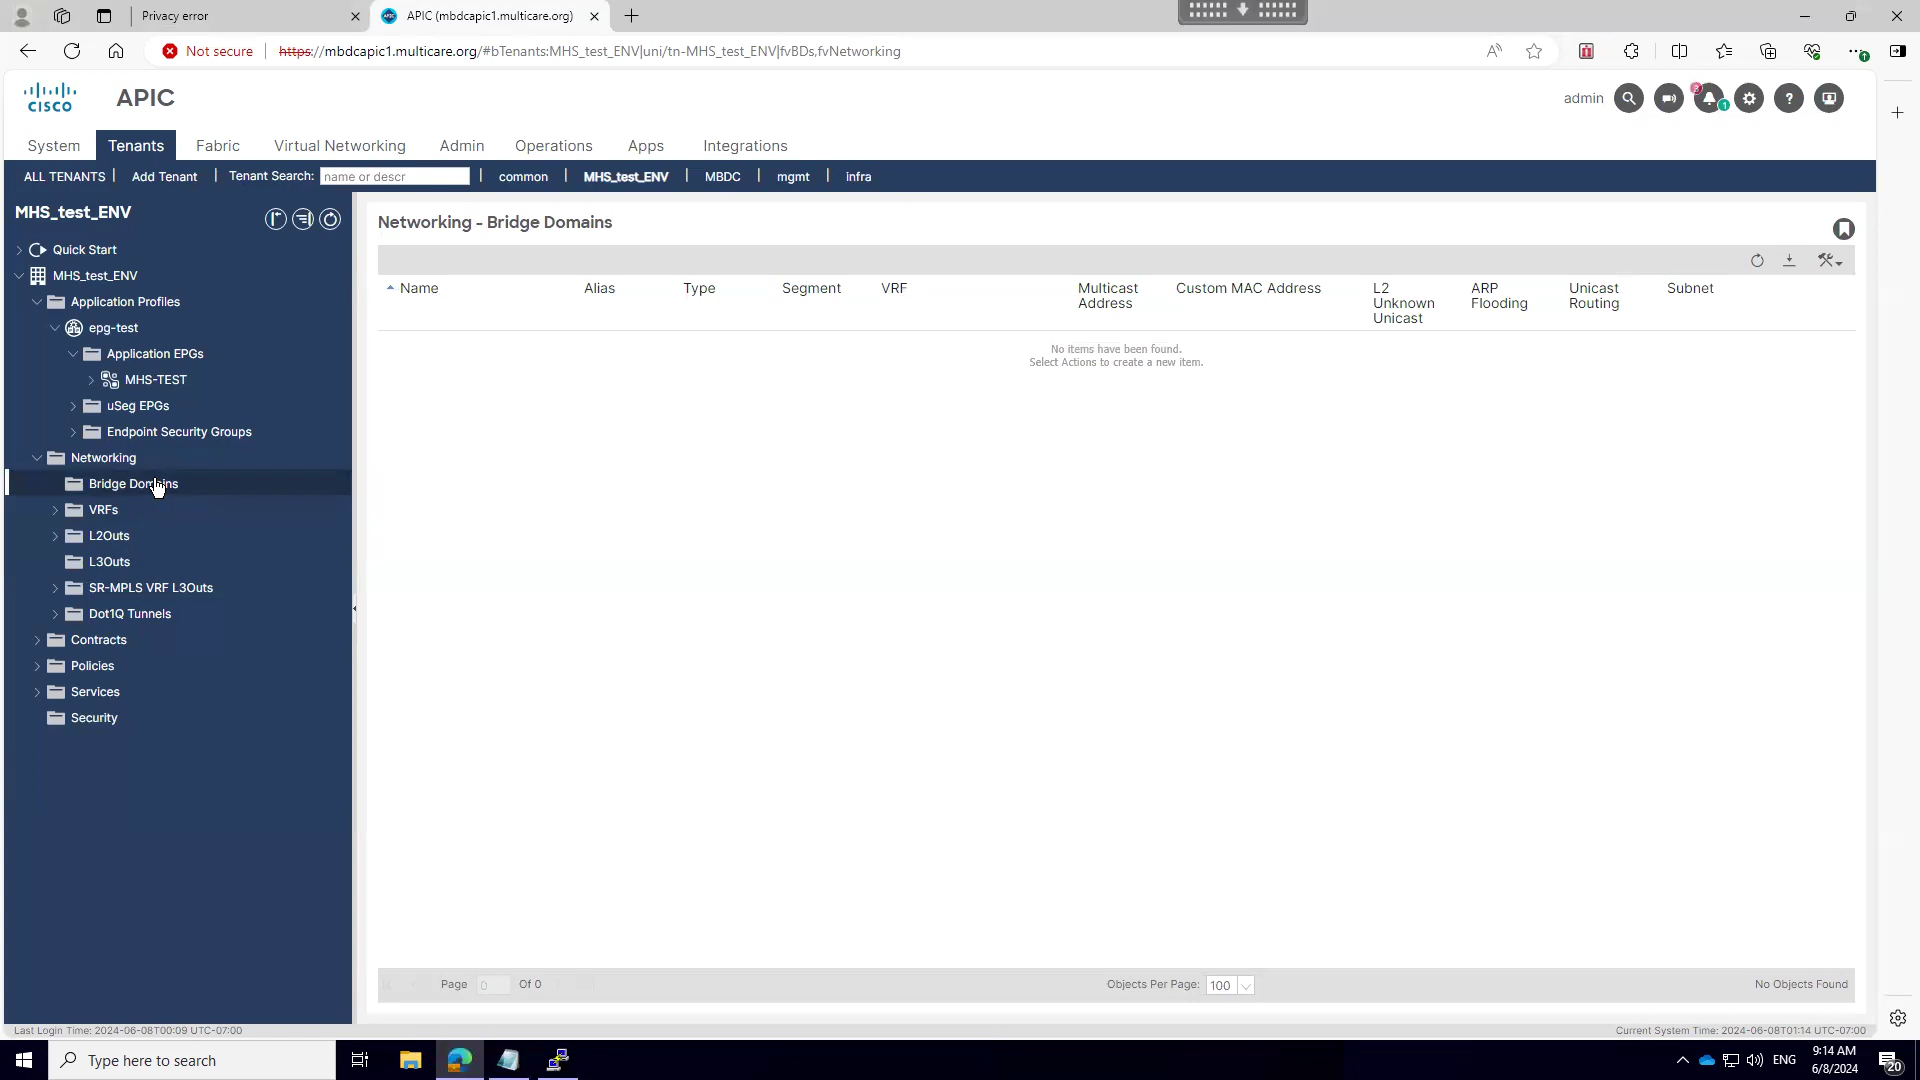 Privacy error
APIC (mbdcapic1.multicare.org)
Not secure
https://mbdcapic1.multicare.org/#bTenants:MHS_test_ENV|uni/tn-MHS_test_ENV|fvBDs,fvNetworking
CISCO
APIC
admin
2
1
System
Tenants
Fabric
Virtual Networking
Admin
Operations
Apps
Integrations
ALL TENANTS | Add Tenant | Tenant Search: name or descr | common | MHS_test_ENV | MBDC | mgmt | infra
MHS_test_ENV
Quick Start
MHS_test_ENV
Application Profiles
epg-test
Application EPGs
MHS-TEST
uSeg EPGs
Endpoint Security Groups
Networking
Bridge Domains
VRFs
L2Outs
L3Outs
SR-MPLS VRF L3Outs
Dot1Q Tunnels
Contracts
Policies
Services
Security
Networking - Bridge Domains
Name
Alias
Type
Segment
VRF
Multicast
Address
Custom MAC Address
L2
Unknown
Unicast
ARP
Flooding
Unicast
Routing
Subnet
No items have been found.
Select Actions to create a new item.
Page 0 Of 0
Objects Per Page: 100
No Objects Found
Last Login Time: 2024-06-08T00:09 UTC-07:00
Current System Time: 2024-06-08T01:14 UTC-07:00
Type here to search
ENG
9:14 AM
6/8/2024
20